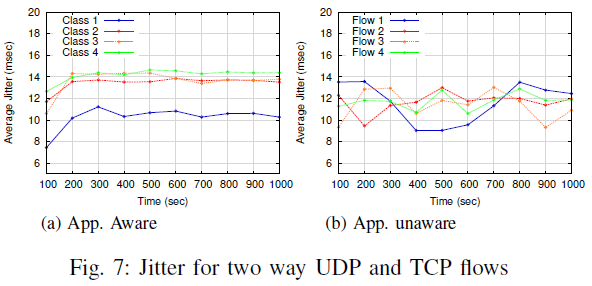 20
18
16
14
12
10
8
6
Average Jitter (msec)
Class 1
Class 2
Class 3
Class 4
100 200 300 400 500 600 700 800 900 1000
Time (sec)
(a) App. Aware
20
18
16
14
12
10
8
6
Average Jitter (msec)
Flow 1
Flow 2
Flow 3
Flow 4
100 200 300 400 500 600 700 800 900 1000
Time (sec)
(b) App. unaware
Fig. 7: Jitter for two way UDP and TCP flows